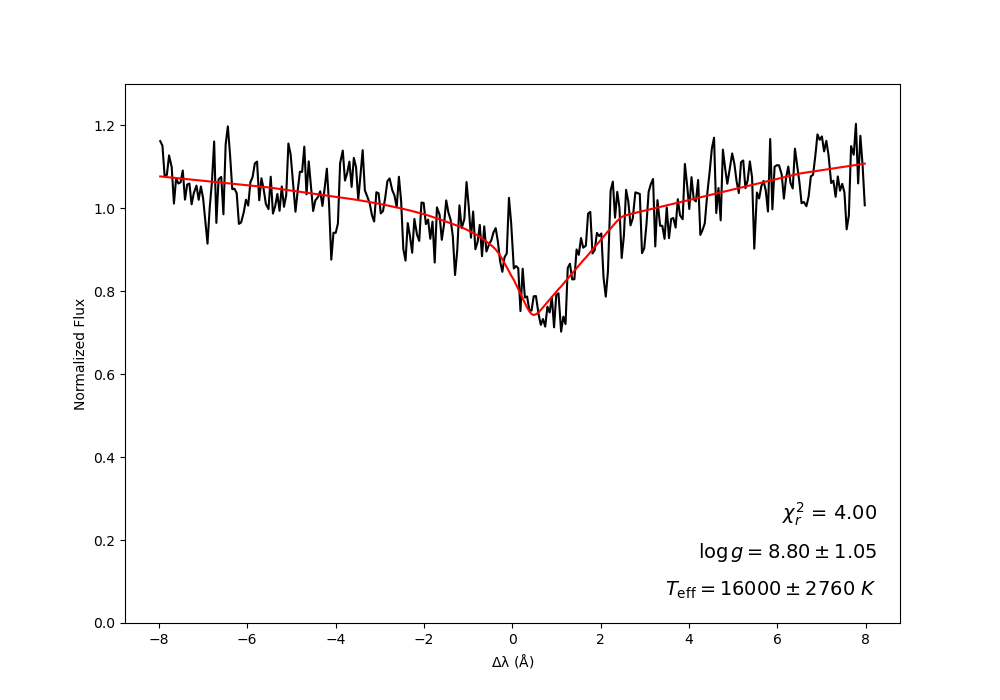 1.2
1.0
0.8
0.6
0.4
0.2
0.0
Normalized Flux
χ²ᵣ = 4.00
log g = 8.80 ± 1.05
T_eff = 16000 ± 2760 K
−8 −6 −4 −2 0 2 4 6 8
Δλ (Å)